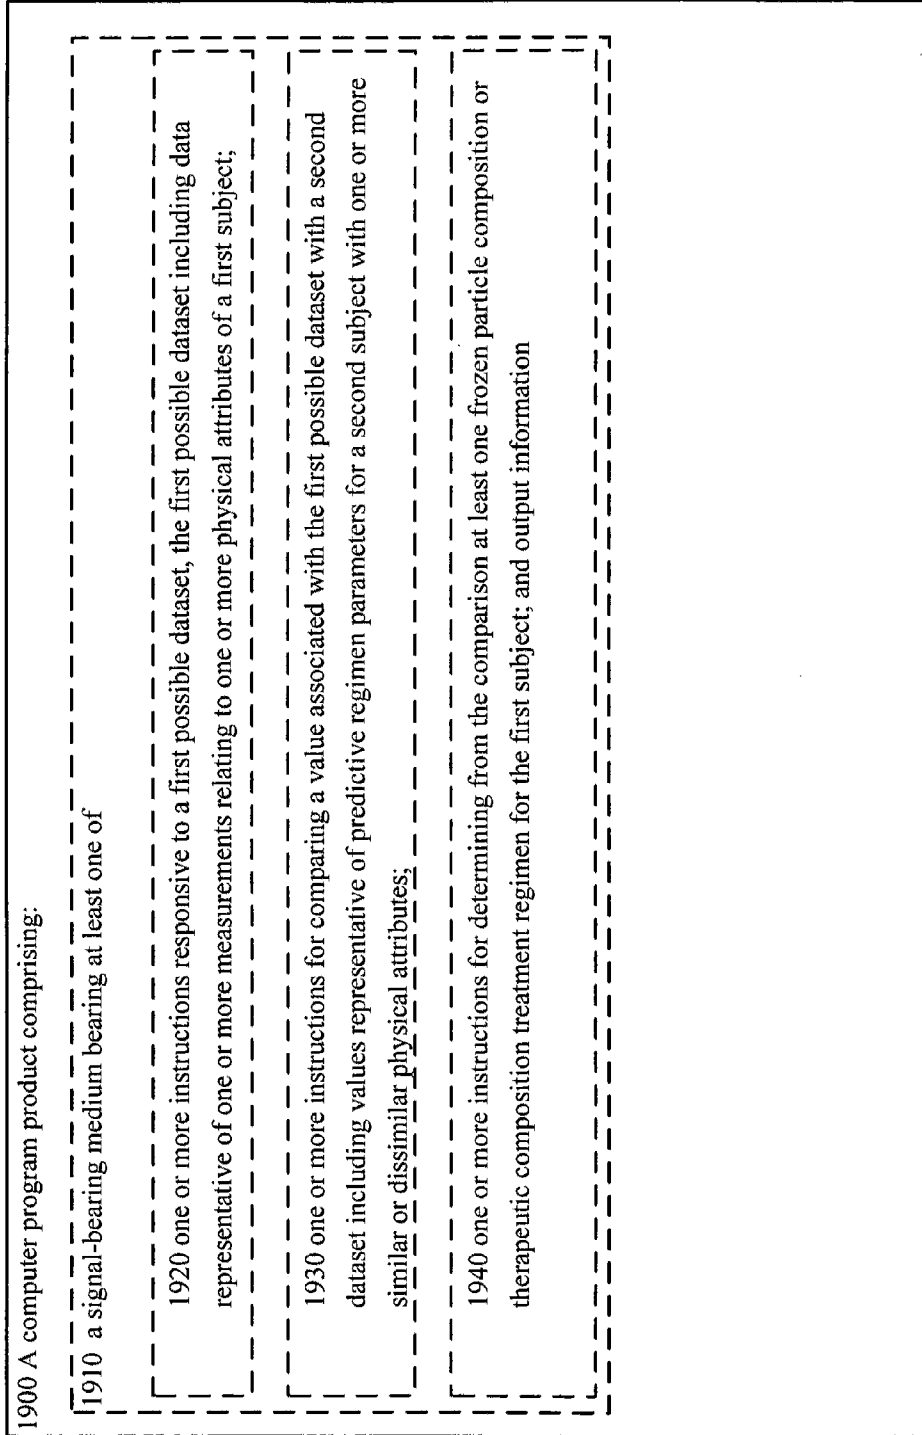 1900 A computer program product comprising:
1910 a signal-bearing medium bearing at least one of
1920 one or more instructions responsive to a first possible dataset, the first possible dataset including data
representative of one or more measurements relating to one or more physical attributes of a first subject;
1930 one or more instructions for comparing a value associated with the first possible dataset with a second
dataset including values representative of predictive regimen parameters for a second subject with one or more
similar or dissimilar physical attributes;
1940 one or more instructions for determining from the comparison at least one frozen particle composition or
therapeutic composition treatment regimen for the first subject; and output information